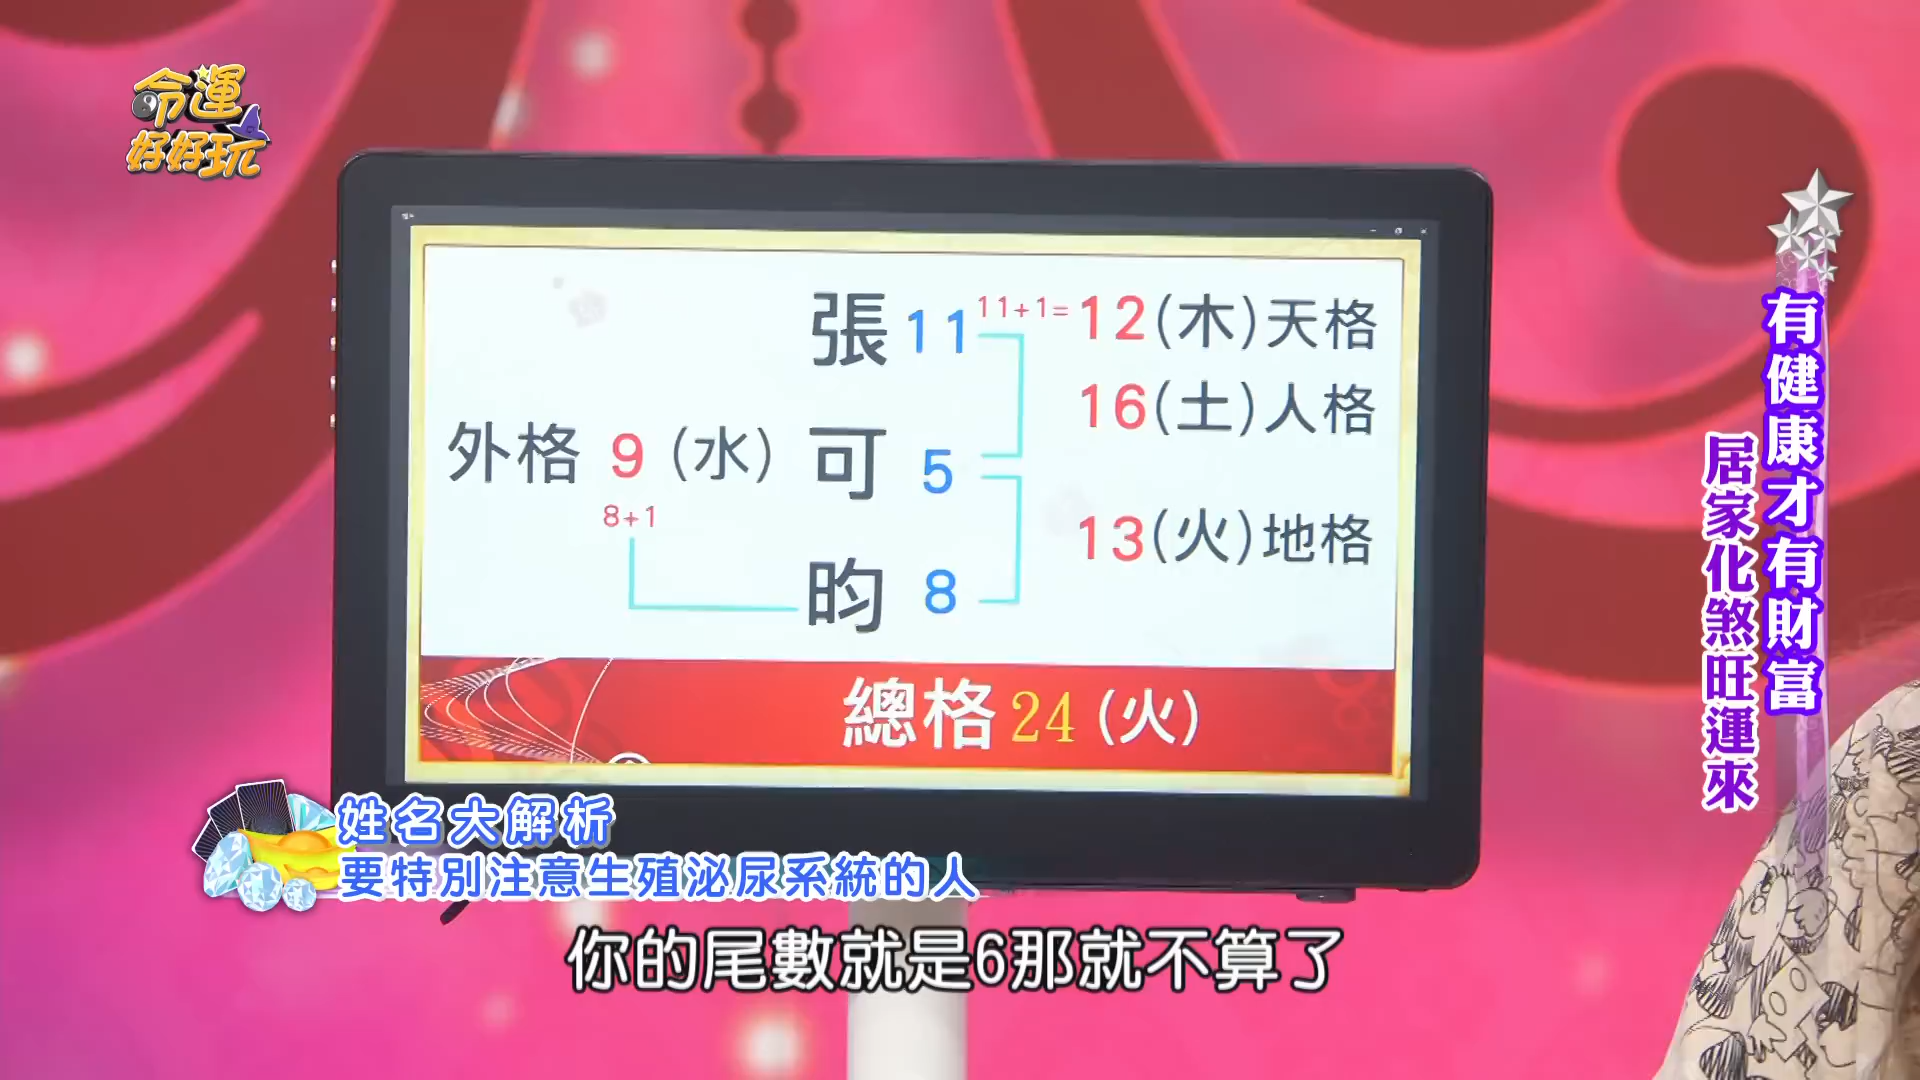 命運
好好玩
張 11 11+1=12(木)天格
16(土)人格
外格 9 (水) 可 5
8+1
13(火)地格
昀 8
總格24(火)
有健康才有財富
居家化煞旺運來
姓名大解析
要特別注意生殖泌尿系統的人
你的尾數就是6那就不算了